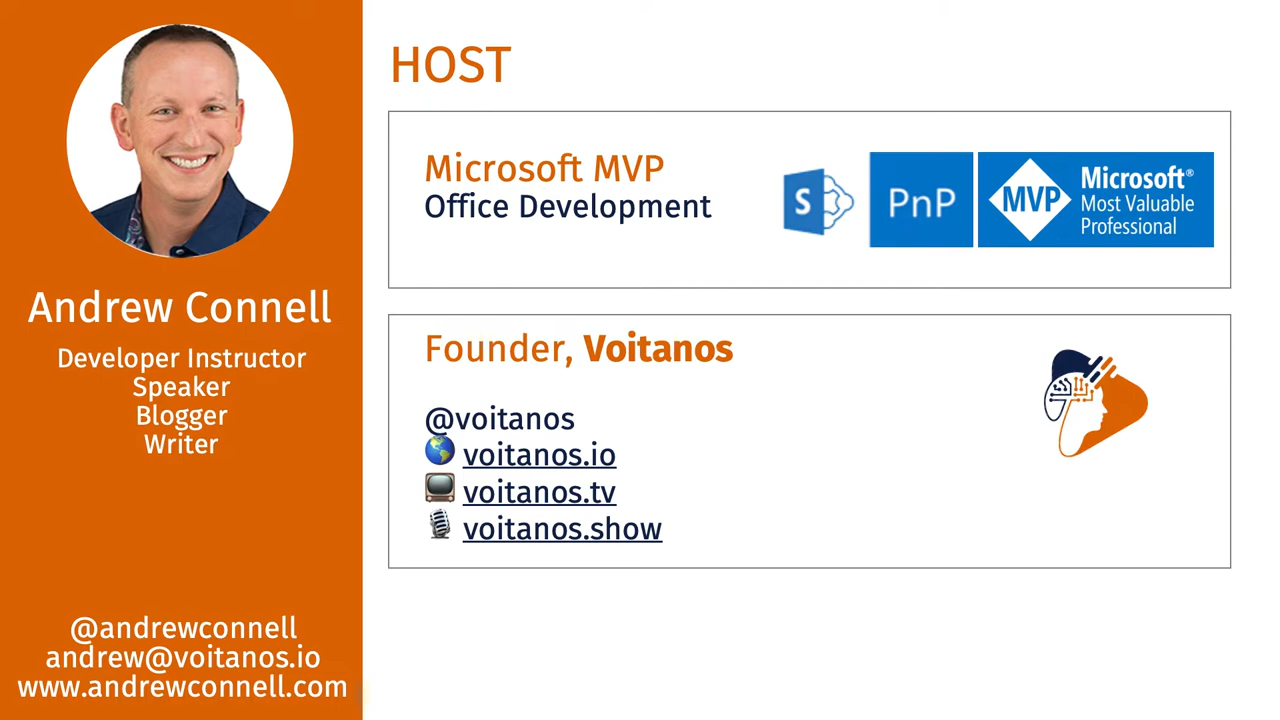 HOST
Andrew Connell
Developer Instructor
Speaker
Blogger
Writer
@andrewconnell
andrew@voitanos.io
www.andrewconnell.com
Microsoft MVP
Office Development
S
PnP
MVP
Microsoft®
Most Valuable
Professional
Founder, Voitanos
@voitanos
voitanos.io
voitanos.tv
voitanos.show